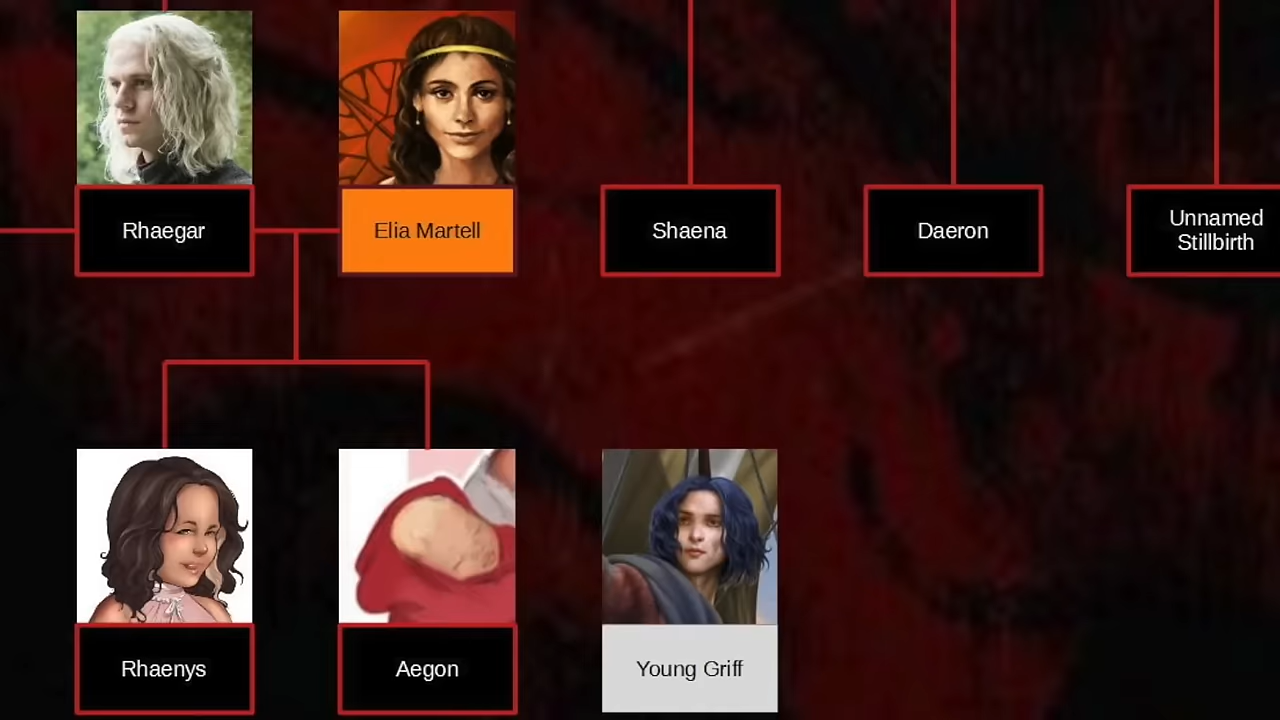 Rhaegar
Elia Martell
Shaena
Daeron
Unnamed
Stillbirth
Rhaenys
Aegon
Young Griff